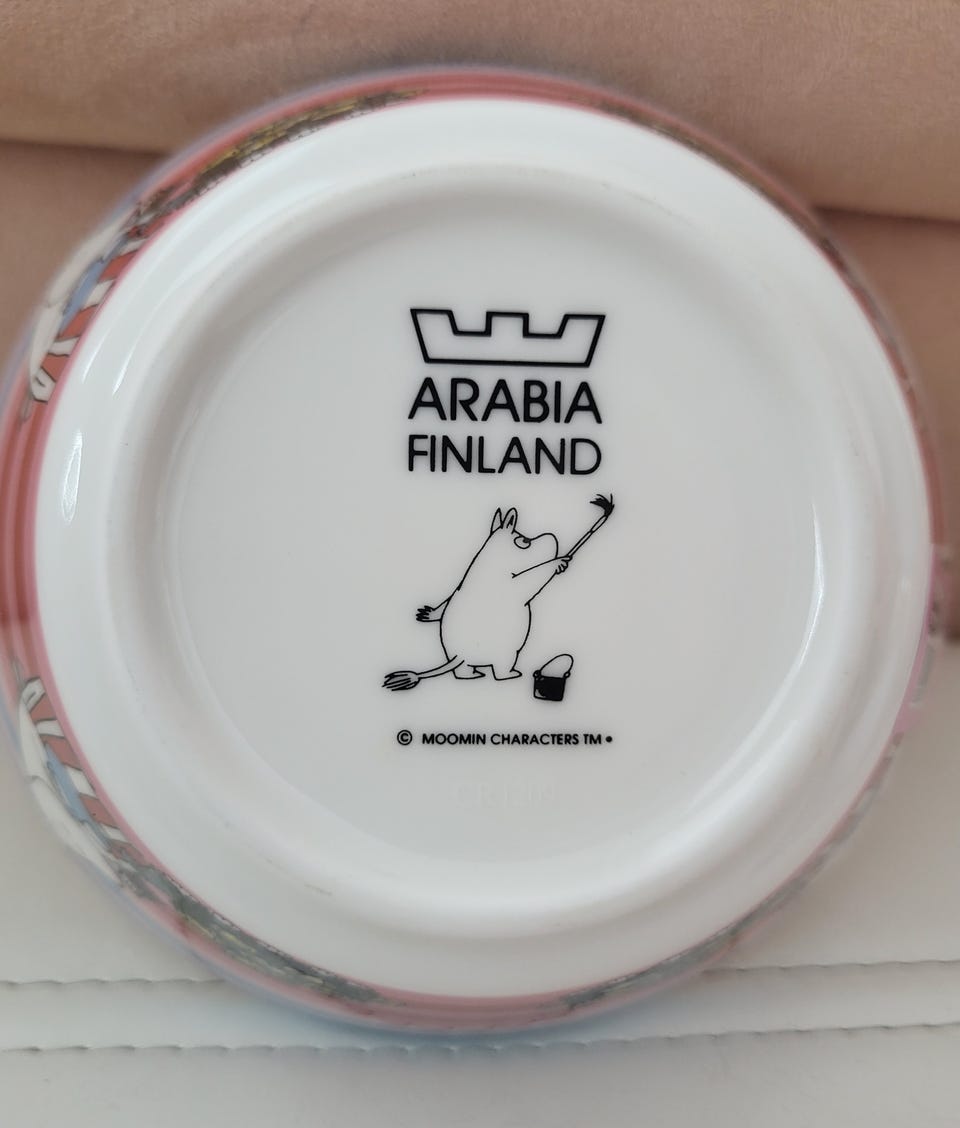 ARABIA
FINLAND
© MOOMIN CHARACTERS TM •